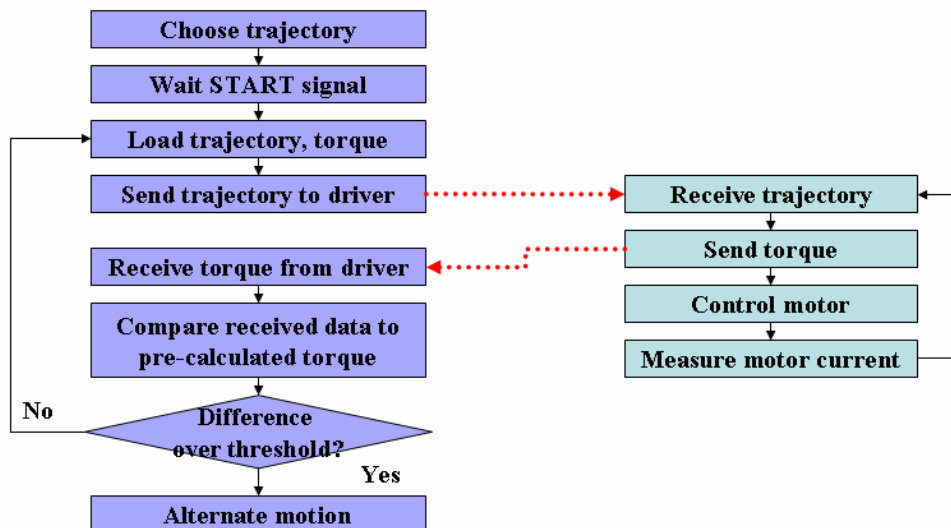 Choose trajectory
Wait START signal
Load trajectory, torque
Send trajectory to driver
Receive torque from driver
Compare received data to
pre-calculated torque
No
Difference
over threshold?
Yes
Alternate motion
Receive trajectory
Send torque
Control motor
Measure motor current